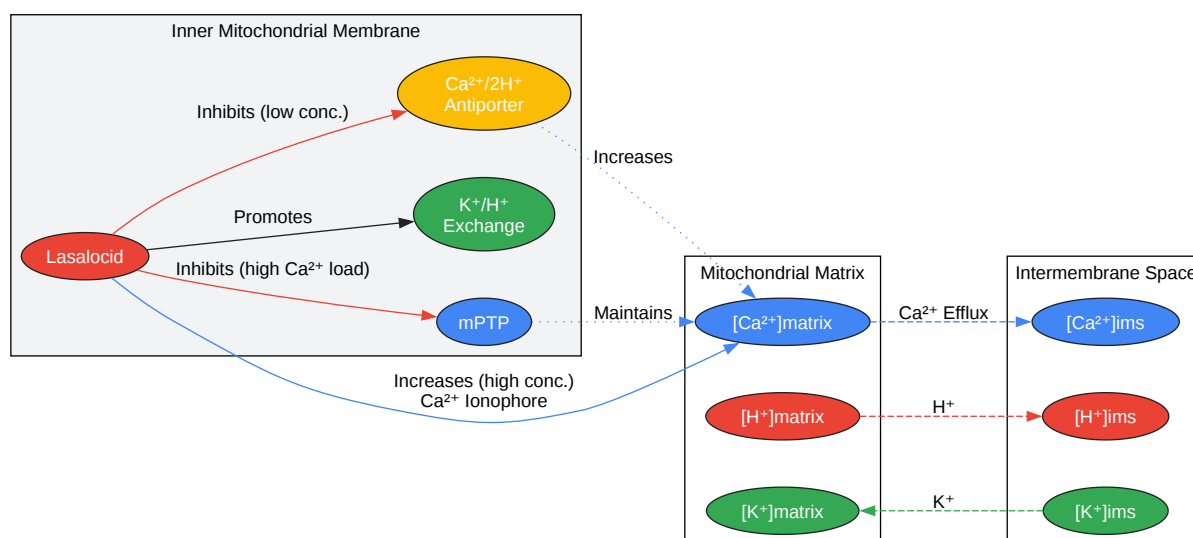 Inner Mitochondrial Membrane
Ca²⁺/2H⁺
Antiporter
Inhibits (low conc.)
Increases
K⁺/H⁺
Exchange
Promotes
Lasalocid
Inhibits (high Ca²⁺ load)
mPTP
Maintains
Increases (high conc.)
Ca²⁺ Ionophore
Mitochondrial Matrix
[Ca²⁺]matrix
[H⁺]matrix
[K⁺]matrix
Ca²⁺ Efflux
H⁺
K⁺
Intermembrane Space
[Ca²⁺]ims
[H⁺]ims
[K⁺]ims